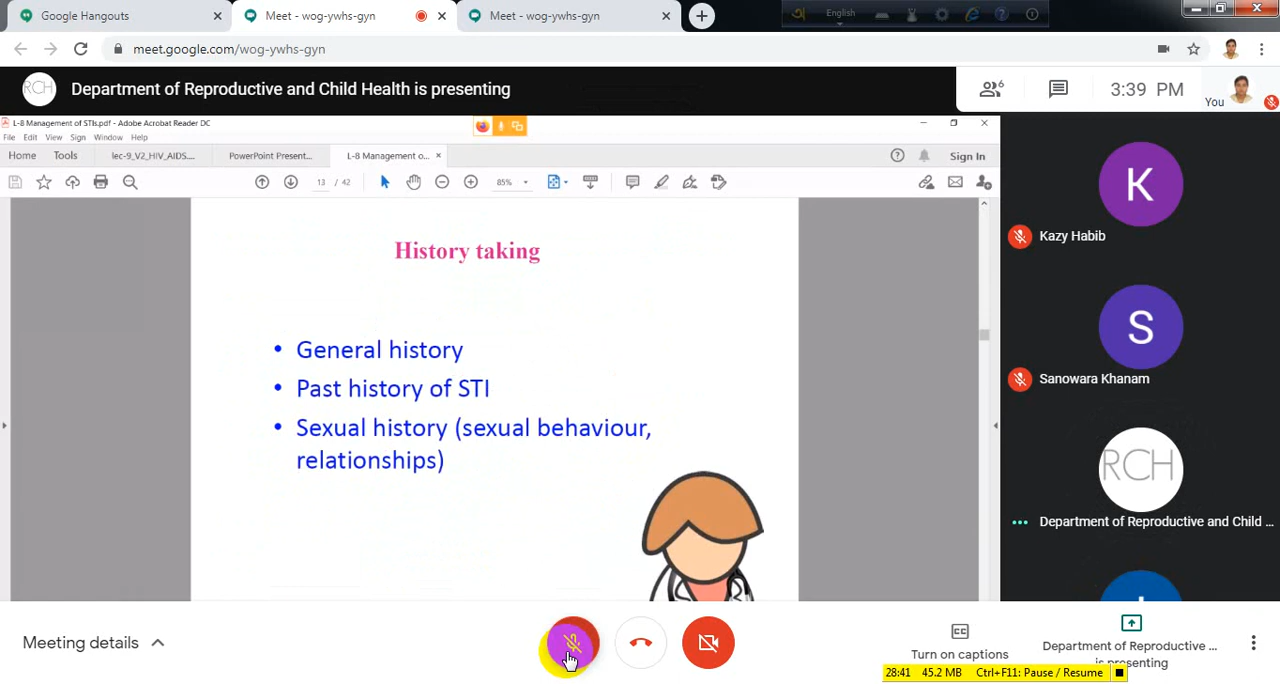 Google Hangouts
Meet - wog-ywhs-gyn
Meet - wog-ywhs-gyn
English
meet.google.com/wog-ywhs-gyn
RCH
Department of Reproductive and Child Health is presenting
6
3:39 PM
You
L-8 Management of STIs.pdf - Adobe Acrobat Reader DC
File Edit View Sign Window Help
Home Tools lec-9_V2_HIV_AIDS.... PowerPoint Present... L-8 Management o...
Sign In
13 / 42
85%
History taking
• General history
• Past history of STI
• Sexual history (sexual behaviour,
relationships)
K
Kazy Habib
S
Sanowara Khanam
RCH
Department of Reproductive and Child ...
Meeting details
CC
Turn on captions
Department of Reproductive ...
is presenting
28:41 45.2 MB Ctrl+F11: Pause / Resume